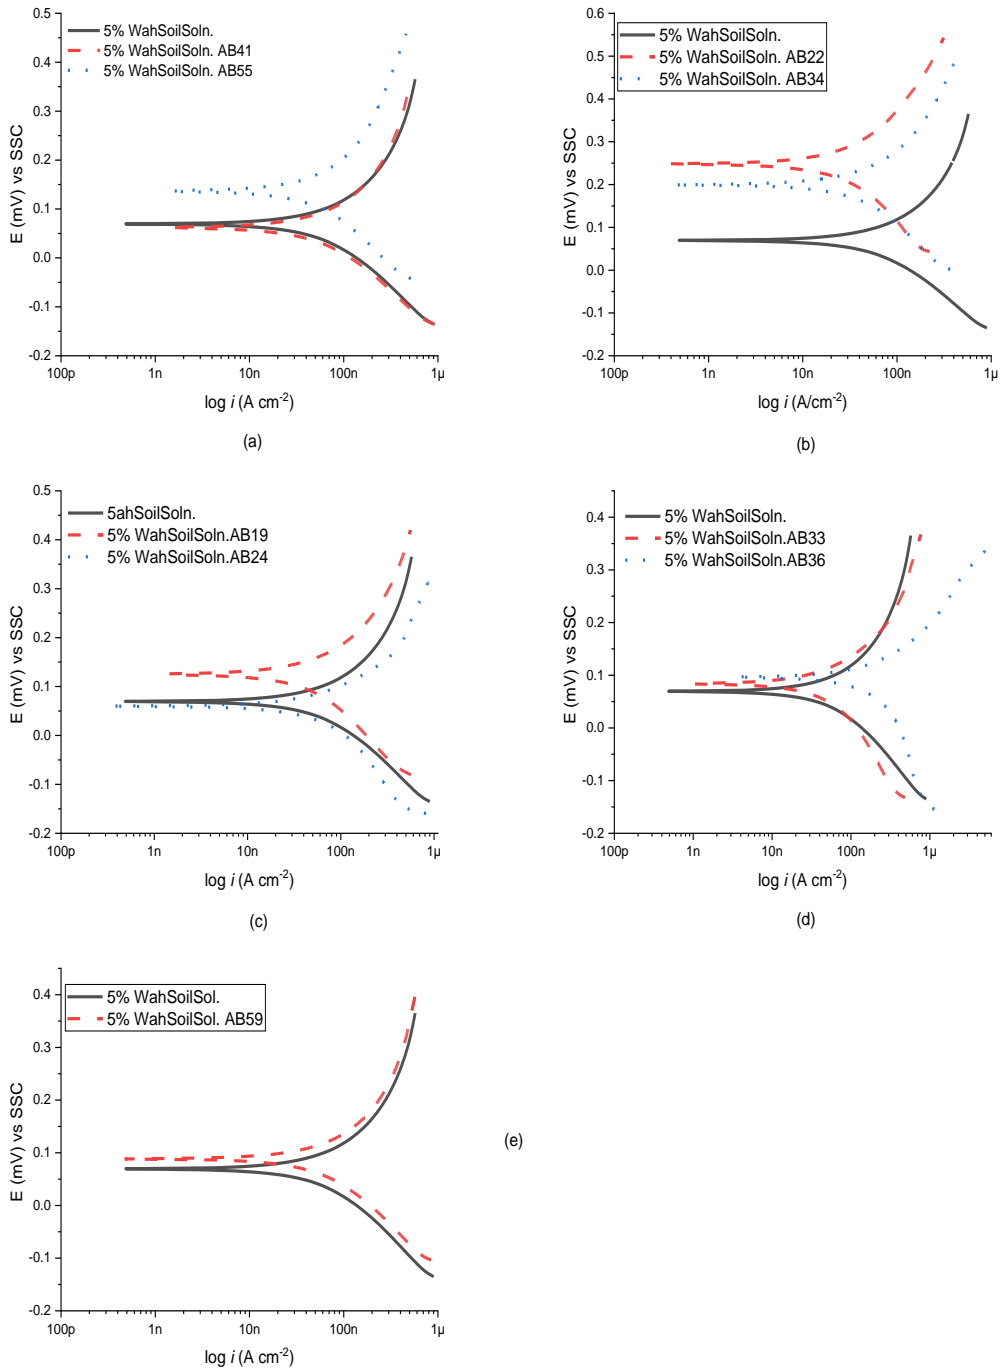 5% WahSoilSoln.
5% WahSoilSoln. AB41
5% WahSoilSoln. AB55
0.5
0.4
0.3
0.2
0.1
0.0
-0.1
-0.2
E (mV) vs SSC
100p 1n 10n 100n 1µ
log i (A cm-2)
(a)
5% WahSoilSoln.
5% WahSoilSoln. AB22
5% WahSoilSoln. AB34
0.6
0.5
0.4
0.3
0.2
0.1
0.0
-0.1
-0.2
E (mV) vs SSC
100p 1n 10n 100n 1µ
log i (A/cm-2)
(b)
5ahSoilSoln.
5% WahSoilSoln.AB19
5% WahSoilSoln.AB24
0.5
0.4
0.3
0.2
0.1
0.0
-0.1
-0.2
E (mV) vs SSC
100p 1n 10n 100n 1µ
log i (A cm-2)
(c)
5% WahSoilSoln.
5% WahSoilSoln.AB33
5% WahSoilSoln.AB36
0.4
0.3
0.2
0.1
0.0
-0.1
-0.2
E (mV) vs SSC
100p 1n 10n 100n 1µ
log i (A cm-2)
(d)
5% WahSoilSol.
5% WahSoilSol. AB59
0.4
0.3
0.2
0.1
0.0
-0.1
-0.2
E (mV) vs SSC
100p 1n 10n 100n 1µ
log i (A cm-2)
(e)